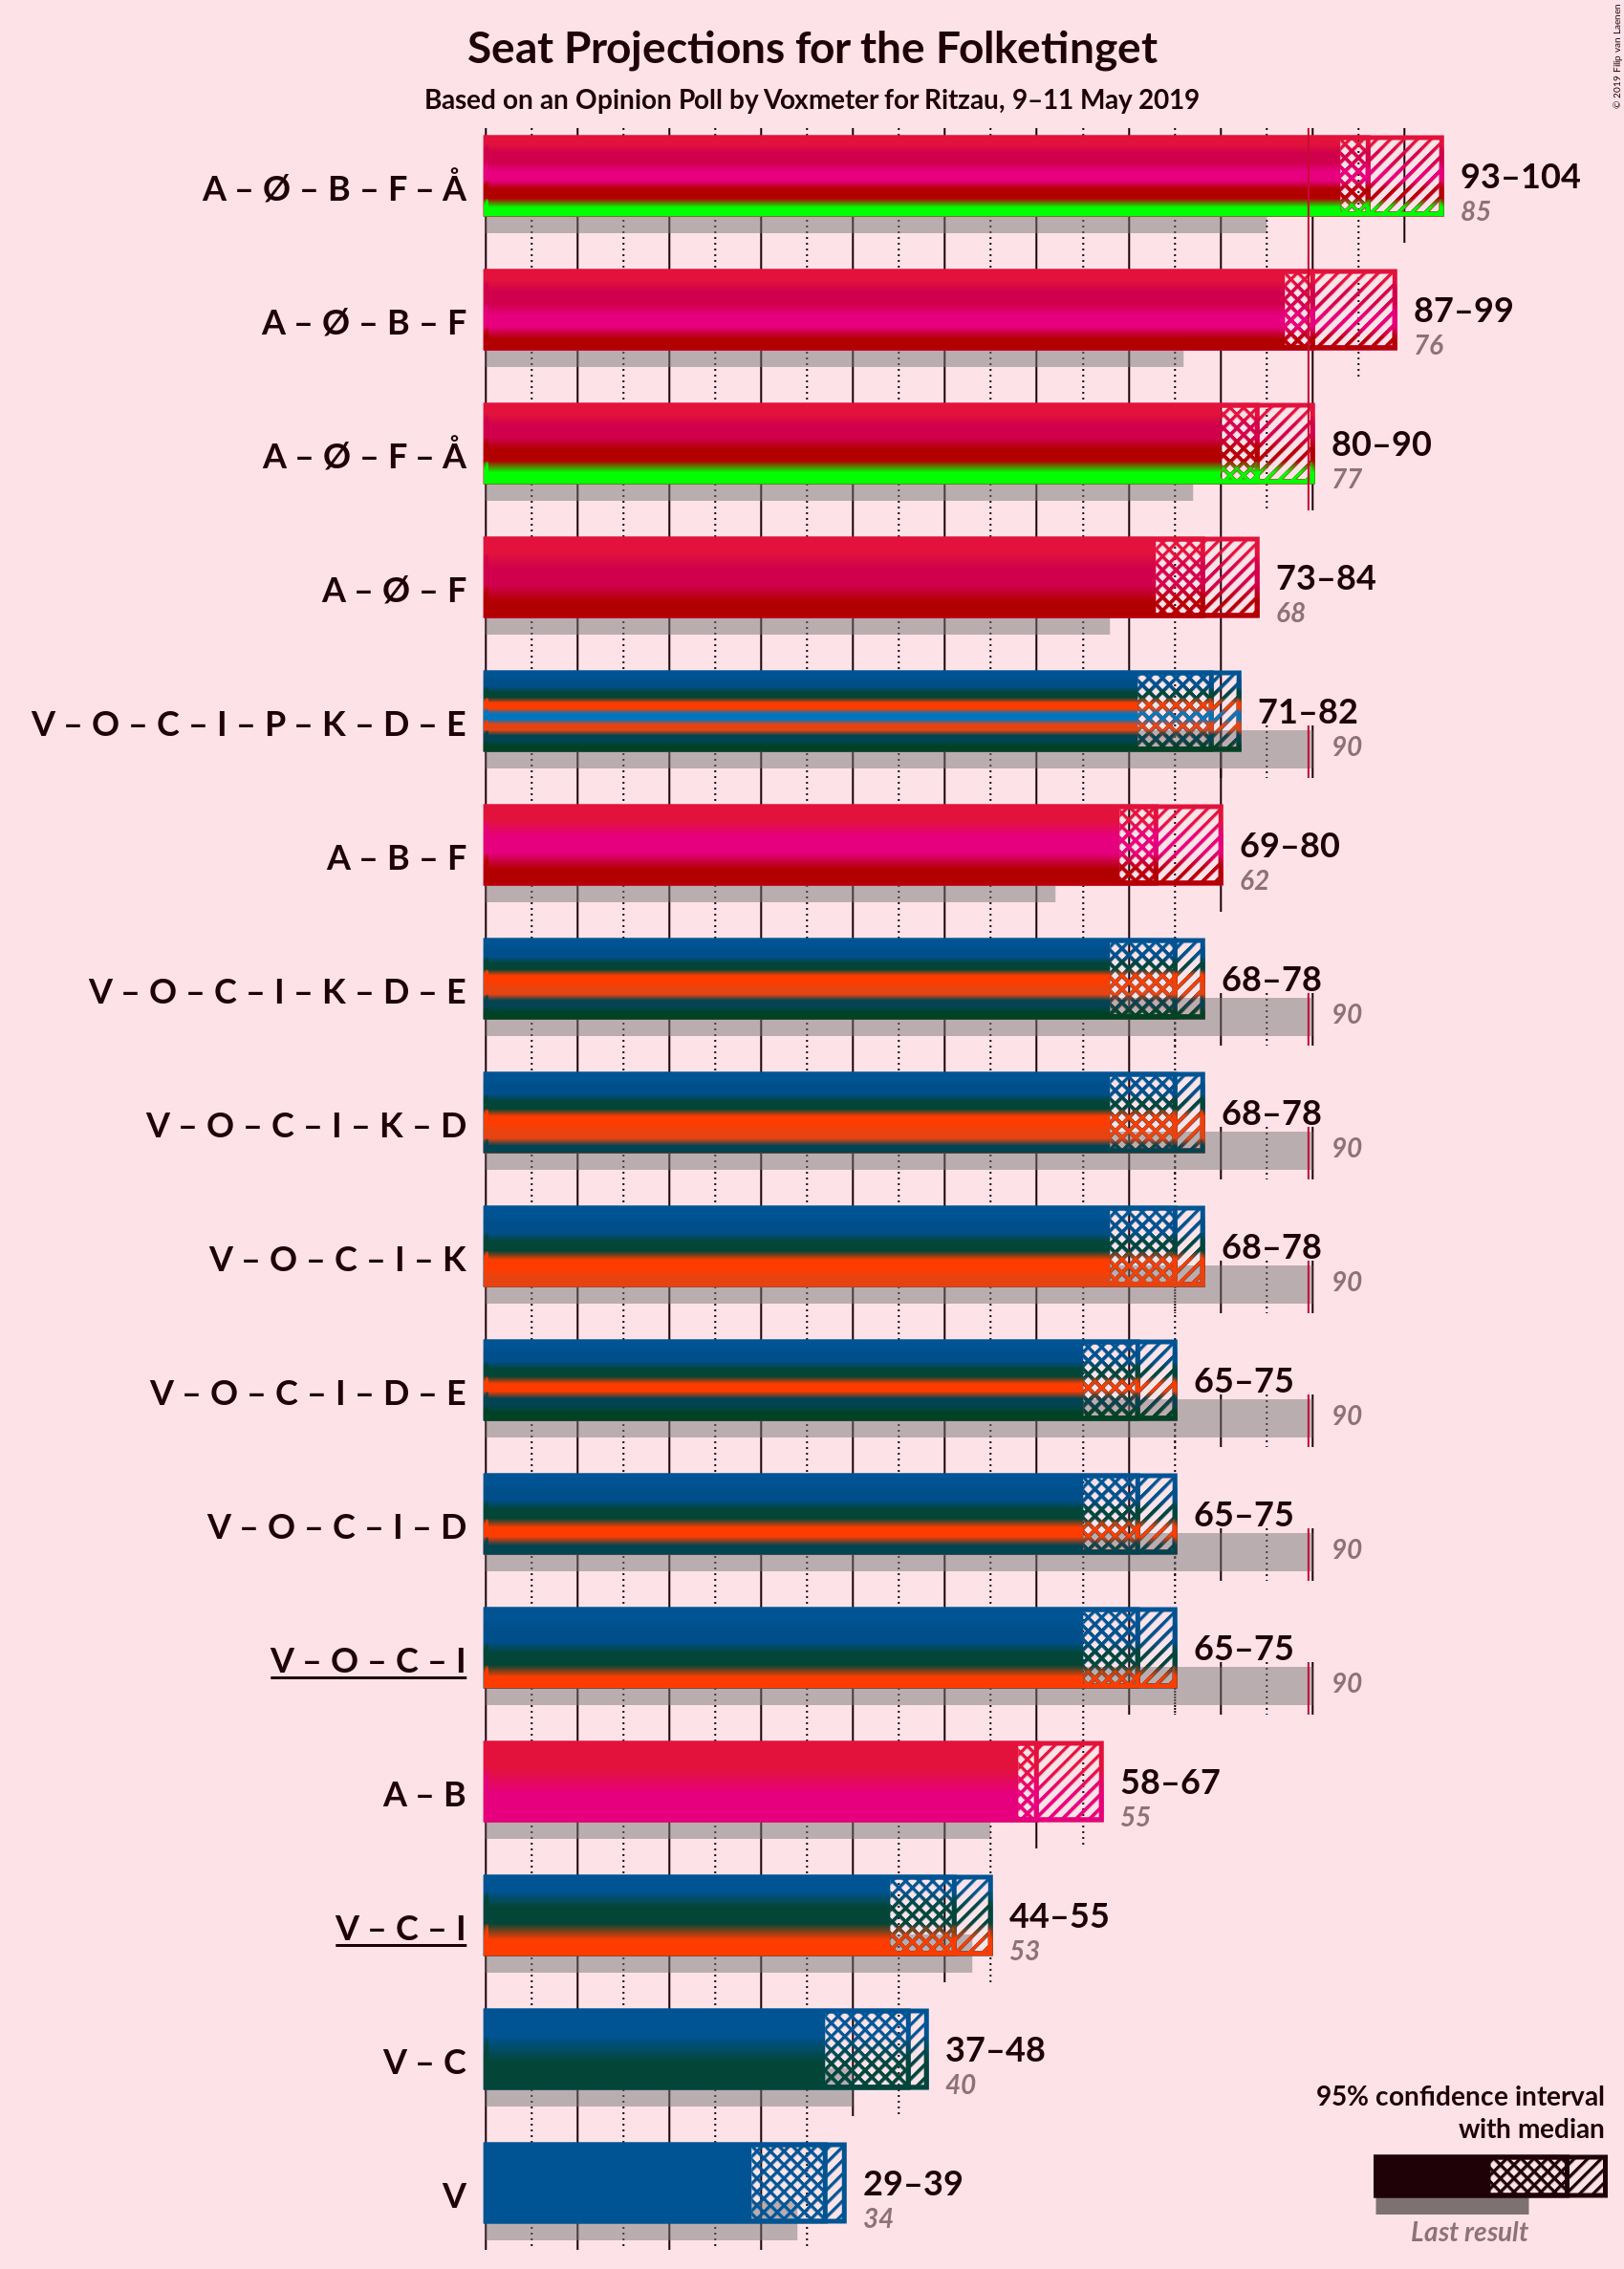 Seat Projections for the Folketinget
Based on an Opinion Poll by Voxmeter for Ritzau, 9–11 May 2019
© 2019 Filip van Laenen
A – Ø – B – F – Å
93–104
85
A – Ø – B – F
87–99
76
A – Ø – F – Å
80–90
77
A – Ø – F
73–84
68
V – O – C – I – P – K – D – E
71–82
90
A – B – F
69–80
62
V – O – C – I – K – D – E
68–78
90
V – O – C – I – K – D
68–78
90
V – O – C – I – K
68–78
90
V – O – C – I – D – E
65–75
90
V – O – C – I – D
65–75
90
V – O – C – I
65–75
90
A – B
58–67
55
V – C – I
44–55
53
V – C
37–48
40
V
29–39
34
95% confidence interval
with median
Last result